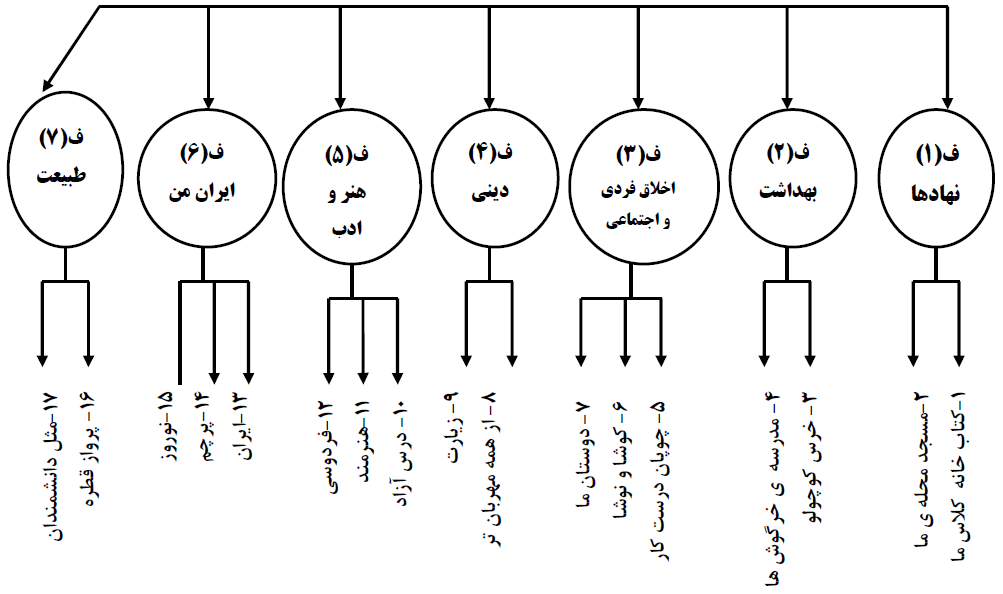 ف(۱)
نهادها
ف(۲)
بهداشت
ف(۳)
اخلاق فردی
و اجتماعی
ف(۴)
دینی
ف(۵)
هنر و
ادب
ف(۶)
ایران من
ف(۷)
طبیعت
۱-کتاب خانه کلاس ما
۲-مسجد محله ی ما
۳- خرس کوچولو
۴- مدرسه ی خرگوش ها
۵- چوپان درست کار
۶- کوشا و نوشا
۷- دوستان ما
۸- از همه مهربان تر
۹- زیارت
۱۰- درس آزاد
۱۱-هنرمند
۱۲-فردوسی
۱۳-ایران
۱۴-پرچم
۱۵-نوروز
۱۶- پرواز قطره
۱۷-مثل دانشمندان